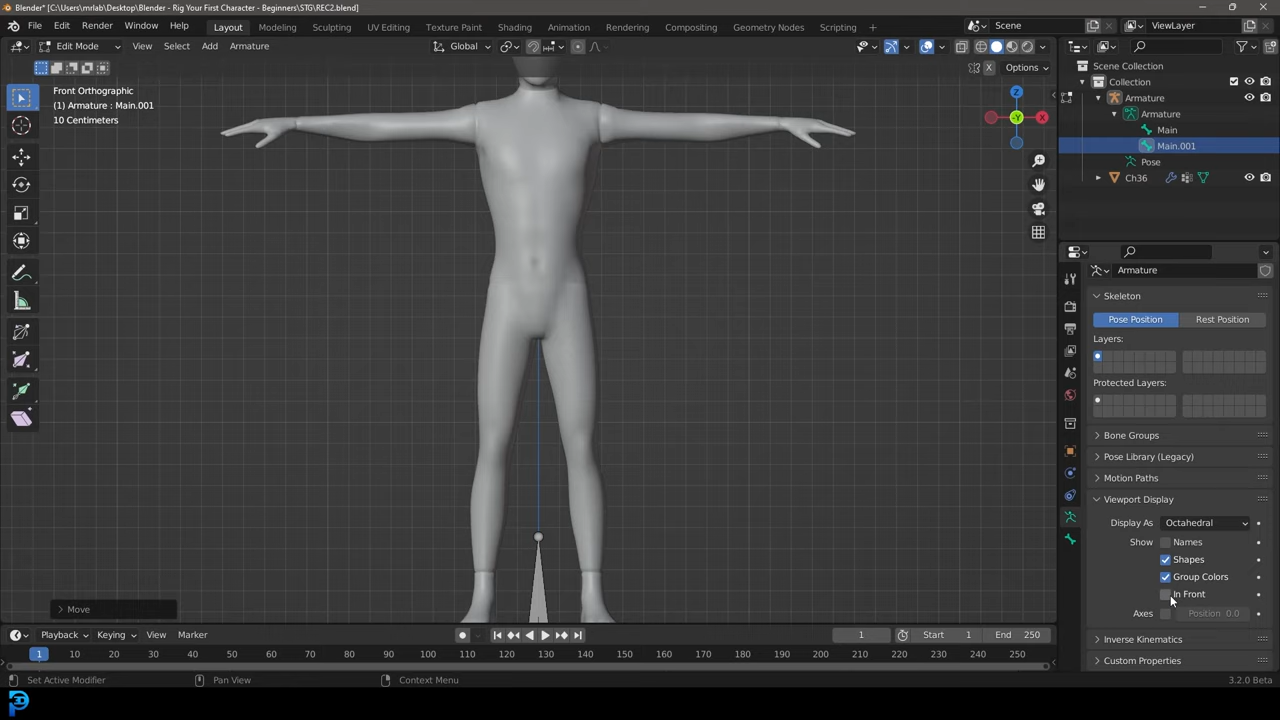 Blender* [C:\Users\mrlab\Desktop\Blender - Rig Your First Character - Beginners\STG\REC2.blend]
File Edit Render Window Help Layout Modeling Sculpting UV Editing Texture Paint Shading Animation Rendering Compositing Geometry Nodes Scripting Scene ViewLayer
Edit Mode View Select Add Armature Global
X Options
Front Orthographic
(1) Armature : Main.001
10 Centimeters
Z
-Y
X
Scene Collection
Collection
Armature
Armature
Main
Main.001
Pose
Ch36
Armature
Skeleton
Pose Position Rest Position
Layers:
Protected Layers:
Bone Groups
Pose Library (Legacy)
Motion Paths
Viewport Display
Display As Octahedral
Show Names
Shapes
Group Colors
In Front
Axes Position 0.0
Inverse Kinematics
Custom Properties
Move
Playback Keying View Marker 1 Start 1 End 250
1 10 20 30 40 50 60 70 80 90 100 110 120 130 140 150 160 170 180 190 200 210 220 230 240 250
Set Active Modifier Pan View Context Menu 3.2.0 Beta